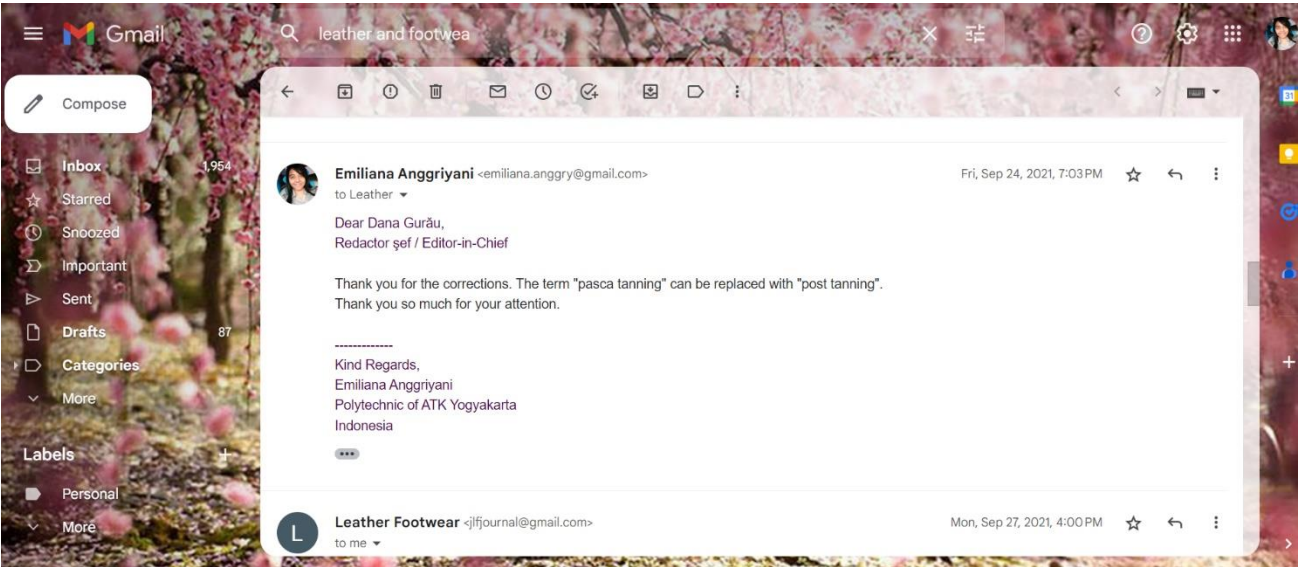 Gmail
leather and footwea
Compose
Inbox 1,954
Starred
Snoozed
Important
Sent
Drafts 87
Categories
More
Labels
Personal
More
Emiliana Anggriyani <emiliana.anggry@gmail.com>
Fri, Sep 24, 2021, 7:03 PM
to Leather
Dear Dana Gurău,
Redactor şef / Editor-in-Chief
Thank you for the corrections. The term "pasca tanning" can be replaced with "post tanning".
Thank you so much for your attention.
-------------
Kind Regards,
Emiliana Anggriyani
Polytechnic of ATK Yogyakarta
Indonesia
L
Leather Footwear <jlfjournal@gmail.com>
Mon, Sep 27, 2021, 4:00 PM
to me
31